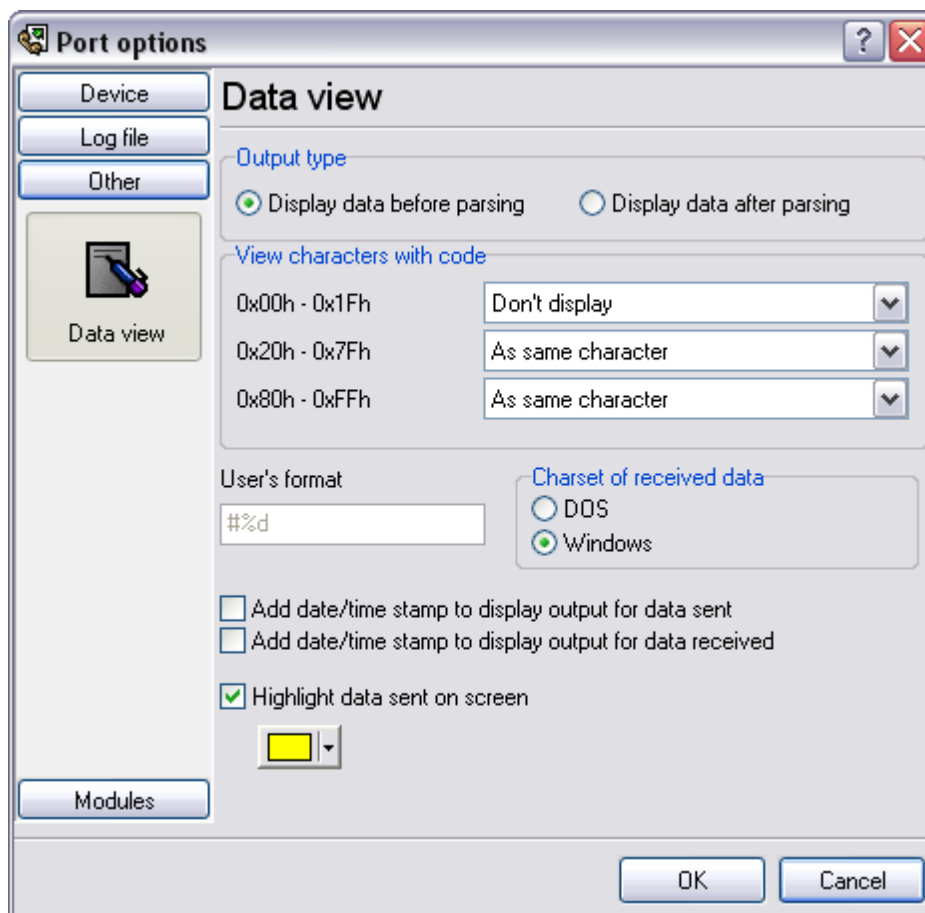 Port options
Device
Log file
Other
Data view
Modules
Data view
Output type
Display data before parsing Display data after parsing
View characters with code
0x00h - 0x1Fh Don't display
0x20h - 0x7Fh As same character
0x80h - 0xFFh As same character
User's format
#%d
Charset of received data
DOS
Windows
Add date/time stamp to display output for data sent
Add date/time stamp to display output for data received
Highlight data sent on screen
OK Cancel